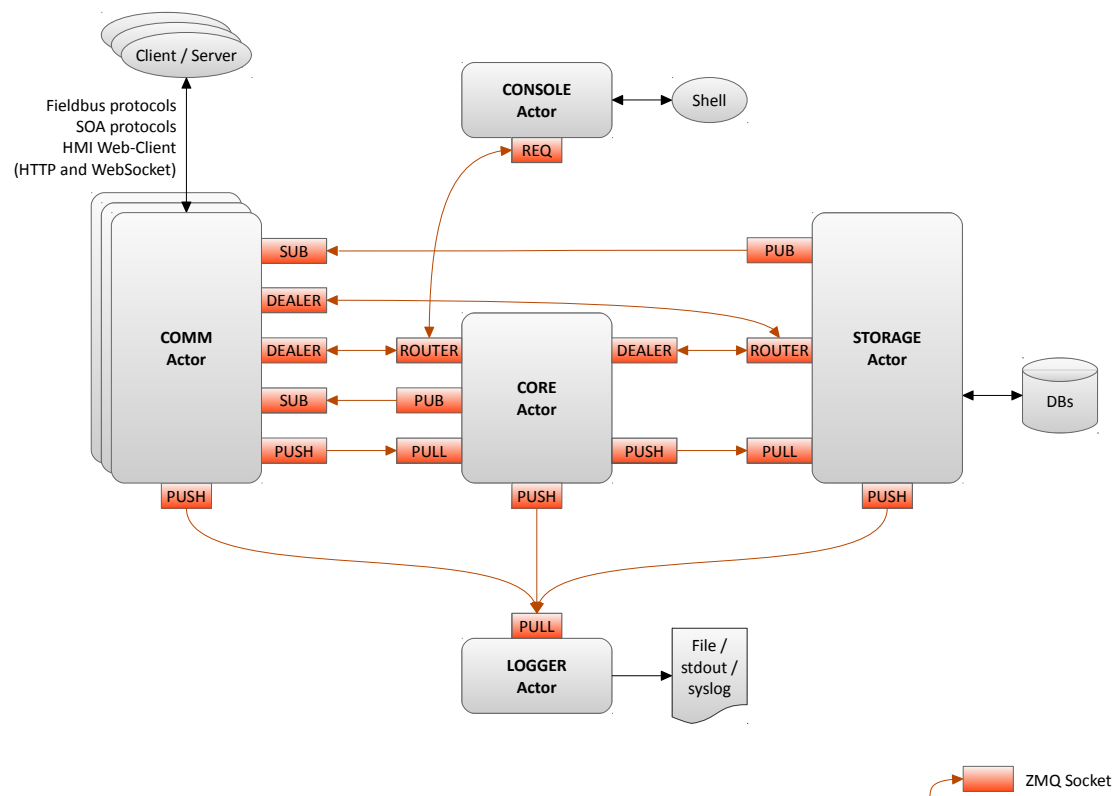 Client / Server
Fieldbus protocols
SOA protocols
HMI Web-Client
(HTTP and WebSocket)
CONSOLE
Actor
REQ
Shell
COMM
Actor
SUB
DEALER
DEALER
SUB
PUSH
PUSH
ROUTER
PUB
PULL
CORE
Actor
DEALER
PUSH
PUSH
PUB
ROUTER
PULL
STORAGE
Actor
PUSH
DBs
PULL
LOGGER
Actor
File /
stdout /
syslog
ZMQ Socket